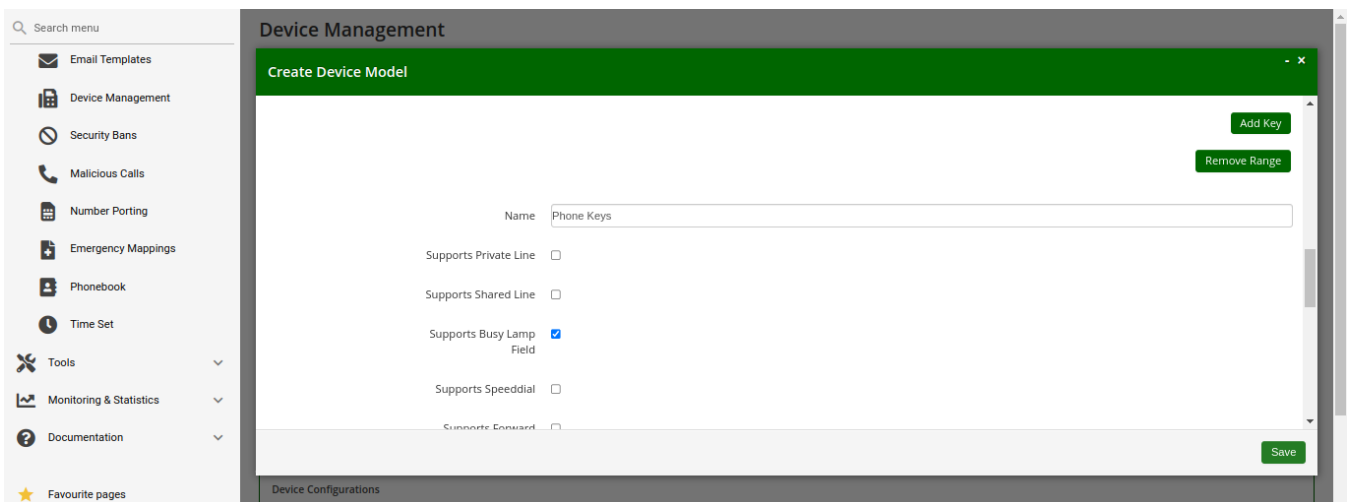 Search menu
Email Templates
Device Management
Security Bans
Malicious Calls
Number Porting
Emergency Mappings
Phonebook
Time Set
Tools
Monitoring & Statistics
Documentation
Favourite pages
Device Management
Create Device Model
- ×
Add Key
Remove Range
Name
Phone Keys
Supports Private Line
Supports Shared Line
Supports Busy Lamp
Field
Supports Speeddial
Supports Forward
Save
Device Configurations